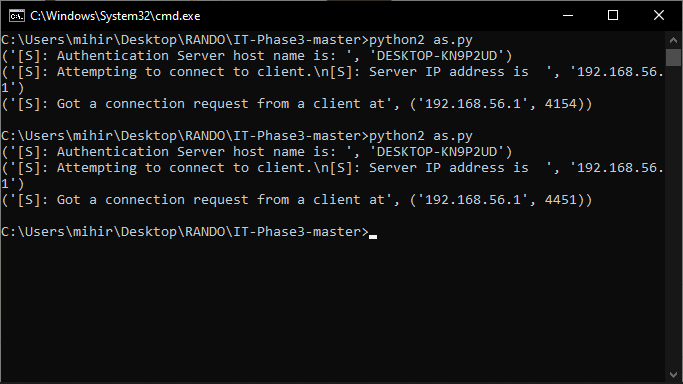 C:\Windows\System32\cmd.exe
C:\Users\mihir\Desktop\RANDO\IT-Phase3-master>python2 as.py
('[S]: Authentication Server host name is: ', 'DESKTOP-KN9P2UD')
('[S]: Attempting to connect to client.\n[S]: Server IP address is  ', '192.168.56.
1')
('[S]: Got a connection request from a client at', ('192.168.56.1', 4154))
C:\Users\mihir\Desktop\RANDO\IT-Phase3-master>python2 as.py
('[S]: Authentication Server host name is: ', 'DESKTOP-KN9P2UD')
('[S]: Attempting to connect to client.\n[S]: Server IP address is  ', '192.168.56.
1')
('[S]: Got a connection request from a client at', ('192.168.56.1', 4451))
C:\Users\mihir\Desktop\RANDO\IT-Phase3-master>